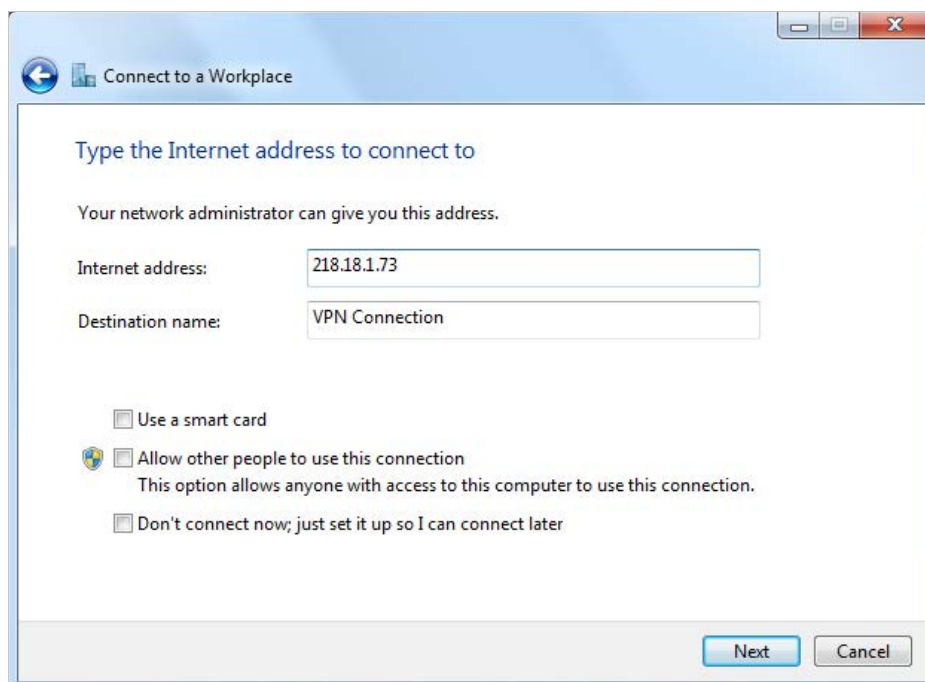 Connect to a Workplace
Type the Internet address to connect to
Your network administrator can give you this address.
Internet address: 218.18.1.73
Destination name: VPN Connection
Use a smart card
Allow other people to use this connection
This option allows anyone with access to this computer to use this connection.
Don't connect now; just set it up so I can connect later
Next Cancel